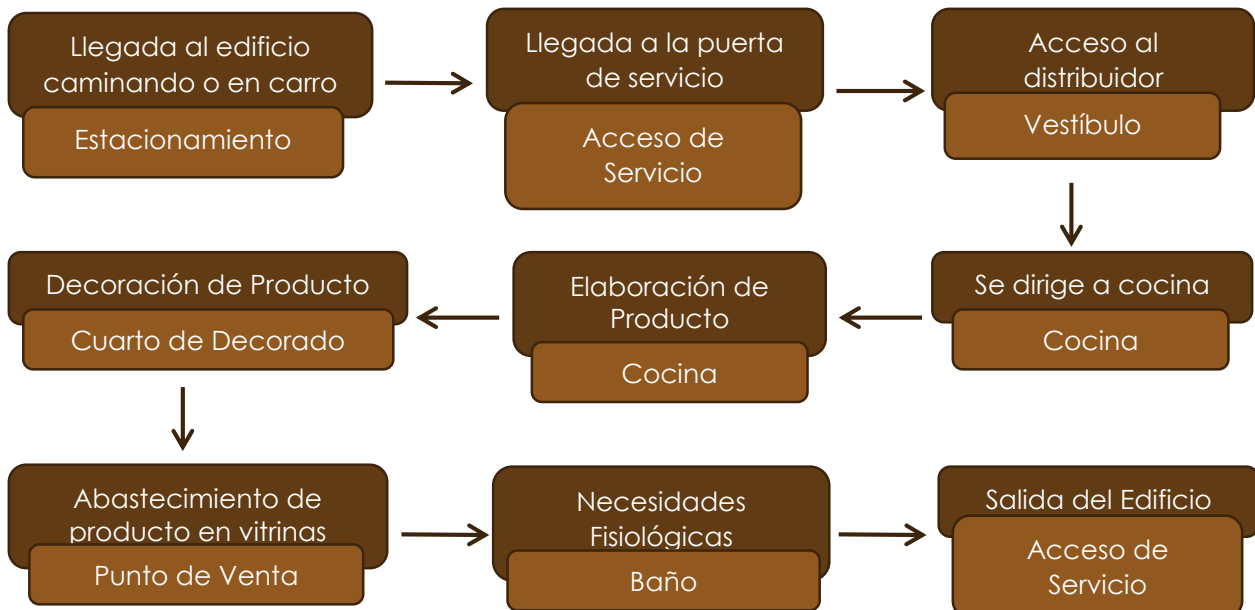 Llegada al edificio
caminando o en carro
Estacionamiento
Llegada a la puerta
de servicio
Acceso de
Servicio
Acceso al
distribuidor
Vestíbulo
Se dirige a cocina
Cocina
Elaboración de
Producto
Cocina
Decoración de Producto
Cuarto de Decorado
Abastecimiento de
producto en vitrinas
Punto de Venta
Necesidades
Fisiológicas
Baño
Salida del Edificio
Acceso de
Servicio